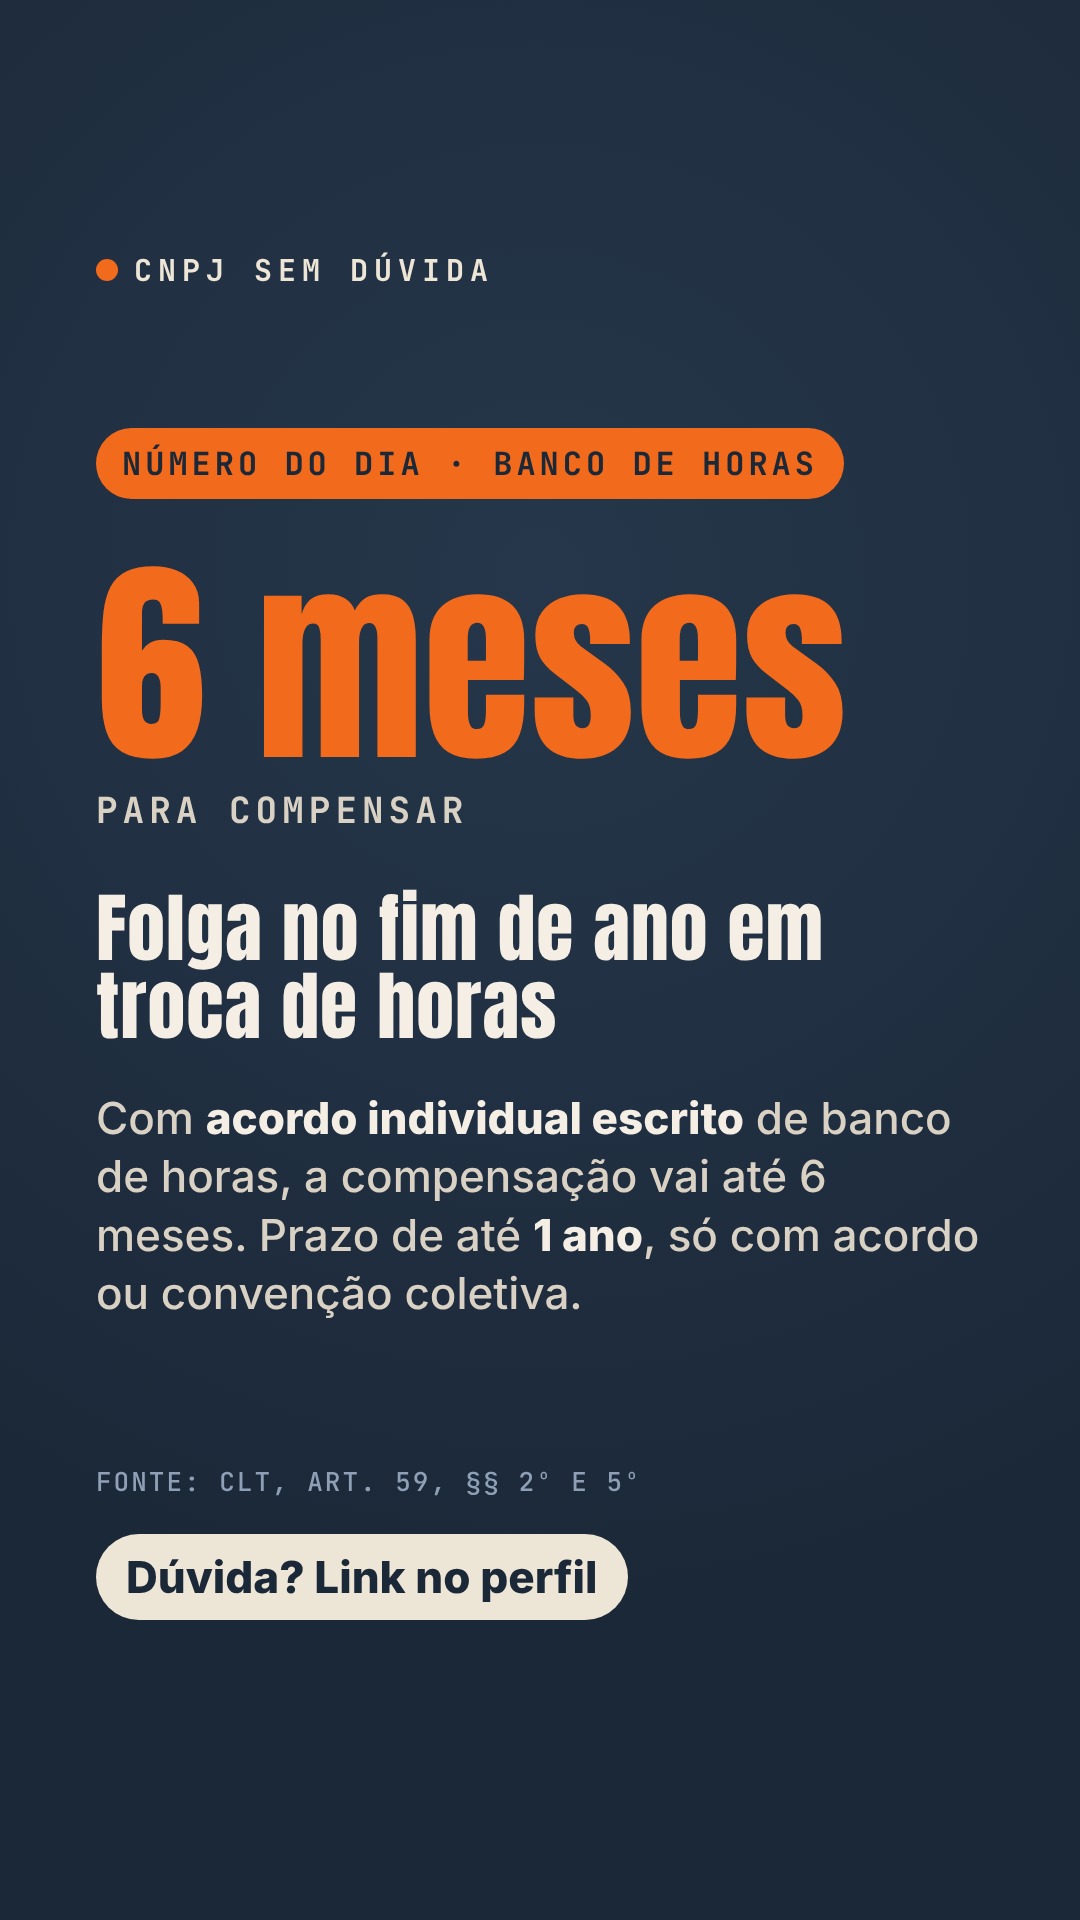 CNPJ SEM DÚVIDA
NÚMERO DO DIA · BANCO DE HORAS
6 meses
PARA COMPENSAR
Folga no fim de ano em
troca de horas
Com acordo individual escrito de banco
de horas, a compensação vai até 6
meses. Prazo de até 1 ano, só com acordo
ou convenção coletiva.
FONTE: CLT, ART. 59, §§ 2º E 5º
Dúvida? Link no perfil